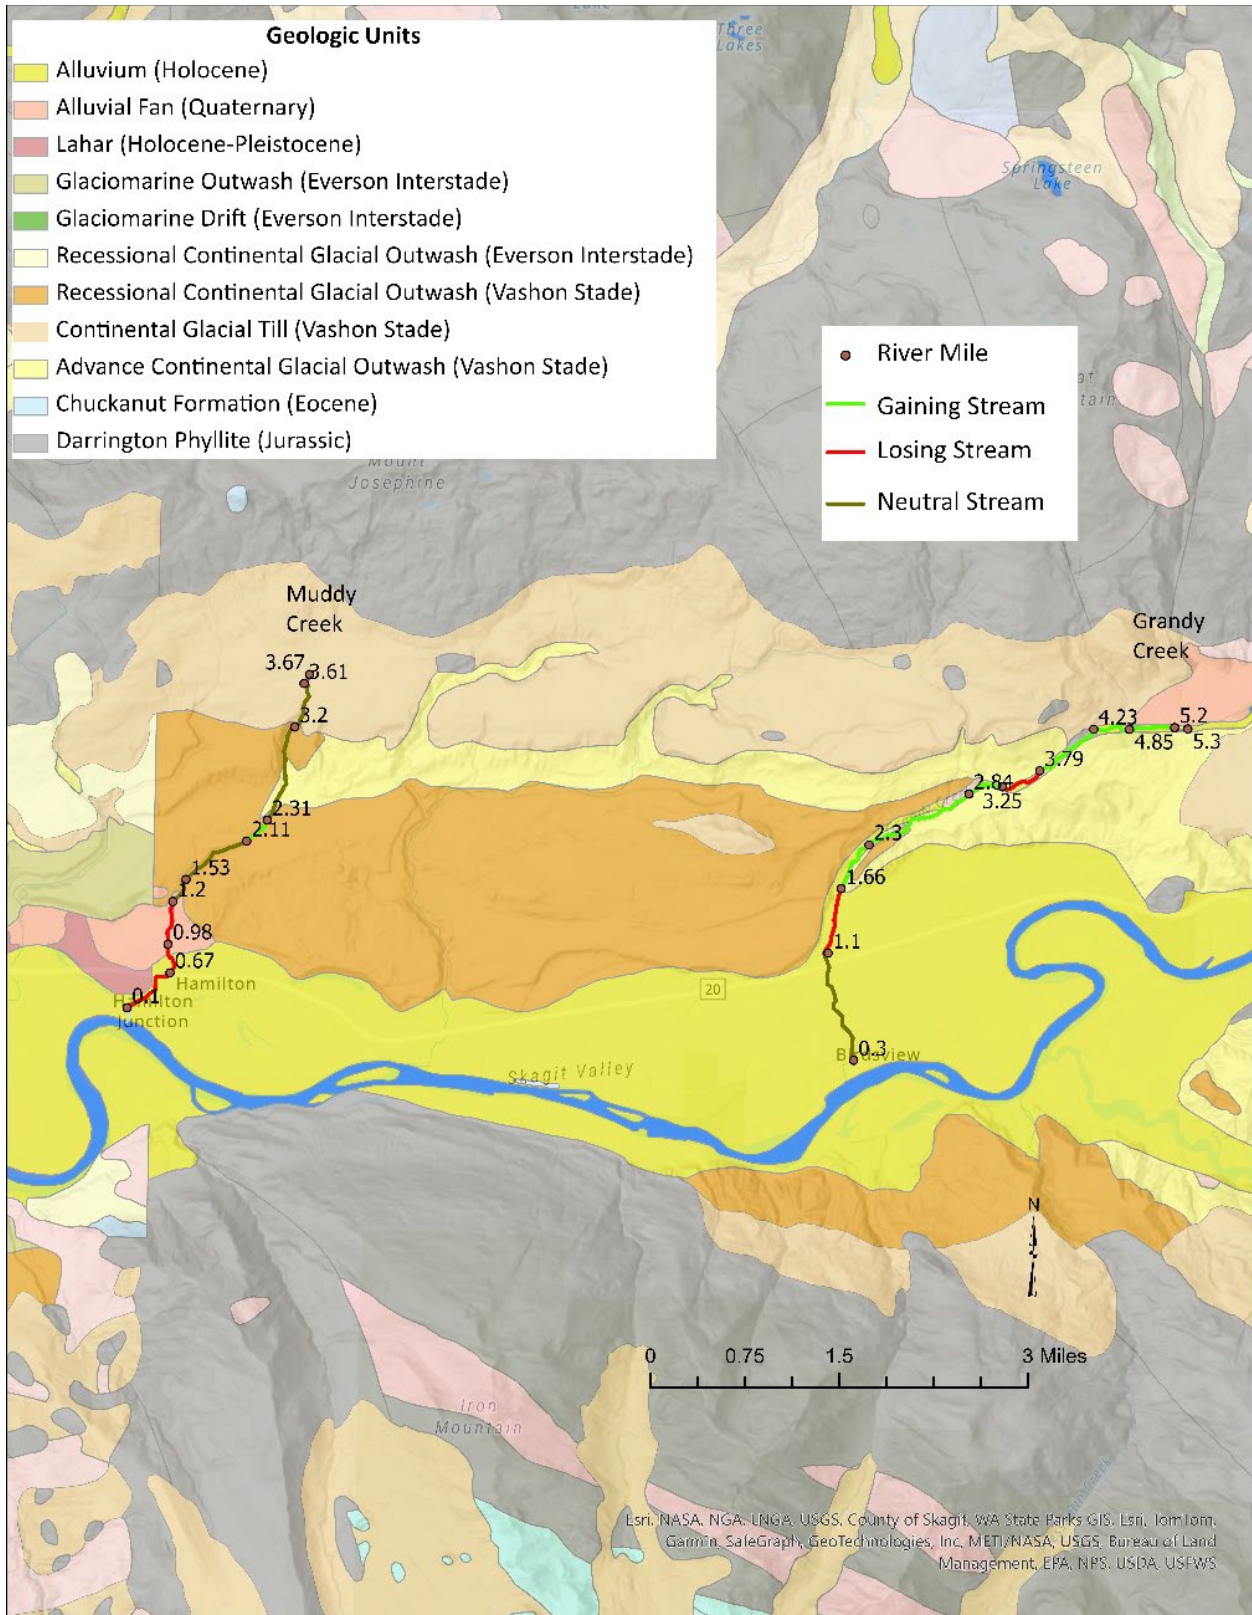 Lake
Three
Lakes
Geologic Units
Alluvium (Holocene)
Alluvial Fan (Quaternary)
Lahar (Holocene-Pleistocene)
Glaciomarine Outwash (Everson Interstade)
Glaciomarine Drift (Everson Interstade)
Recessional Continental Glacial Outwash (Everson Interstade)
Recessional Continental Glacial Outwash (Vashon Stade)
Continental Glacial Till (Vashon Stade)
Advance Continental Glacial Outwash (Vashon Stade)
Chuckanut Formation (Eocene)
Darrington Phyllite (Jurassic)
Springsteen
Lake
River Mile
Gaining Stream
Losing Stream
Neutral Stream
at
tain
Mount
Josephine
Muddy
Creek
Grandy
Creek
3.67
3.61
3.2
2.31
2.11
1.53
1.2
0.98
0.67
0.1
4.23
5.2
4.85
5.3
3.79
2.84
3.25
2.3
1.66
1.1
0.3
Hamilton
Hamilton
Junction
20
Birdsview
Skagit Valley
N
0
0.75
1.5
3 Miles
Iron
Mountain
Esri, NASA, NGA, USGS, County of Skagit, WA State Parks GIS, Esri, TomTom,
Garmin, SafeGraph, GeoTechnologies, Inc, METI/NASA, USGS, Bureau of Land
Management, EPA, NPS, USDA, USFWS